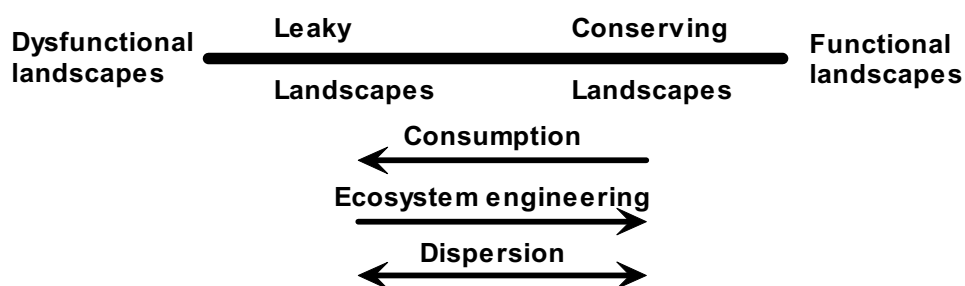 Dysfunctional
landscapes
Leaky
Landscapes
Conserving
Landscapes
Functional
landscapes
Consumption
Ecosystem engineering
Dispersion